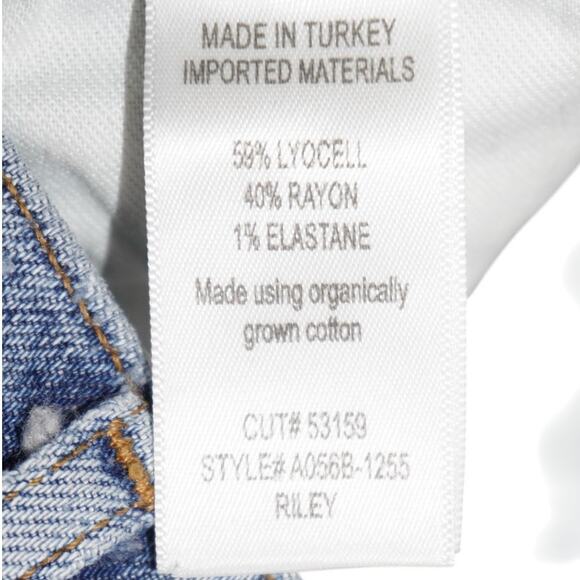 MADE IN TURKEY
IMPORTED MATERIALS
59% LYOCELL
40% RAYON
1% ELASTANE
Made using organically
grown cotton
CUT# 53159
STYLE# A056B-1255
RILEY